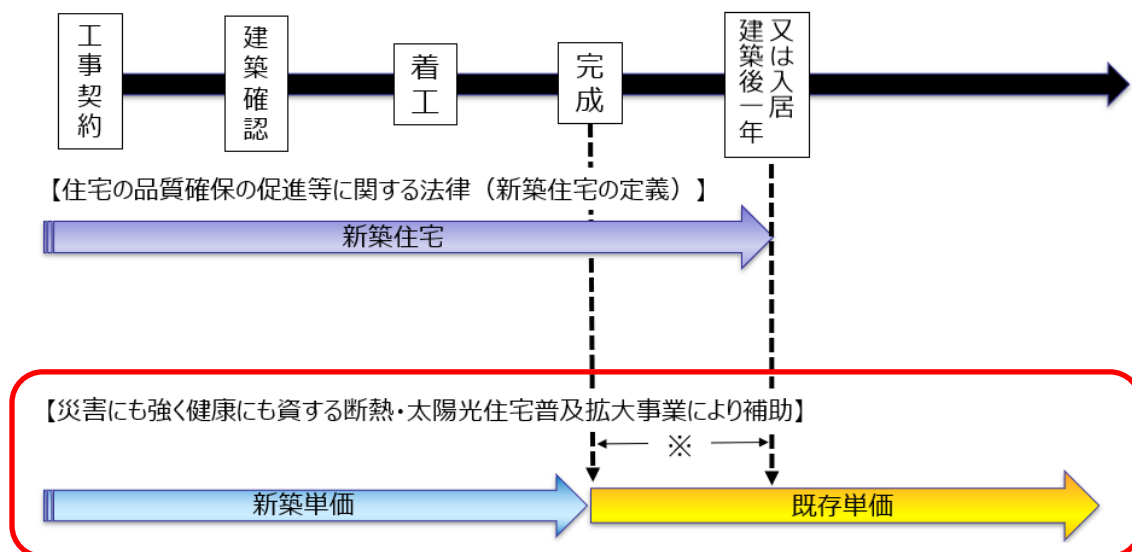 工事契約
建築確認
着工
完成
又は入居
建築後一年
【住宅の品質確保の促進等に関する法律（新築住宅の定義）】
新築住宅
【災害にも強く健康にも資する断熱・太陽光住宅普及拡大事業により補助】
※
新築単価
既存単価